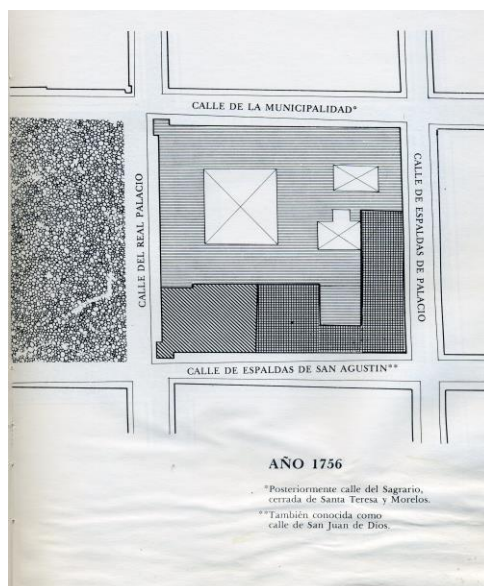 CALLE DE LA MUNICIPALIDAD*
CALLE DEL REAL PALACIO
CALLE DE ESPALDAS DE PALACIO
CALLE DE ESPALDAS DE SAN AGUSTIN**
AÑO 1756
*Posteriormente calle del Sagrario,
cerrada de Santa Teresa y Morelos.
**También conocida como
calle de San Juan de Dios.